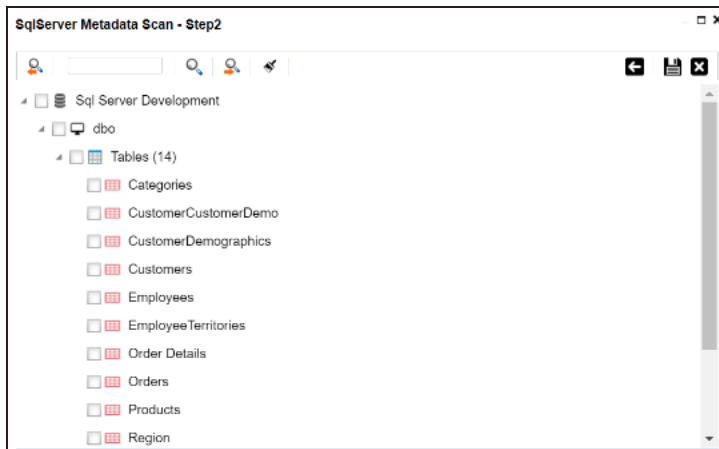 SqlServer Metadata Scan - Step2
Sql Server Development
dbo
Tables (14)
Categories
CustomerCustomerDemo
CustomerDemographics
Customers
Employees
EmployeeTerritories
Order Details
Orders
Products
Region